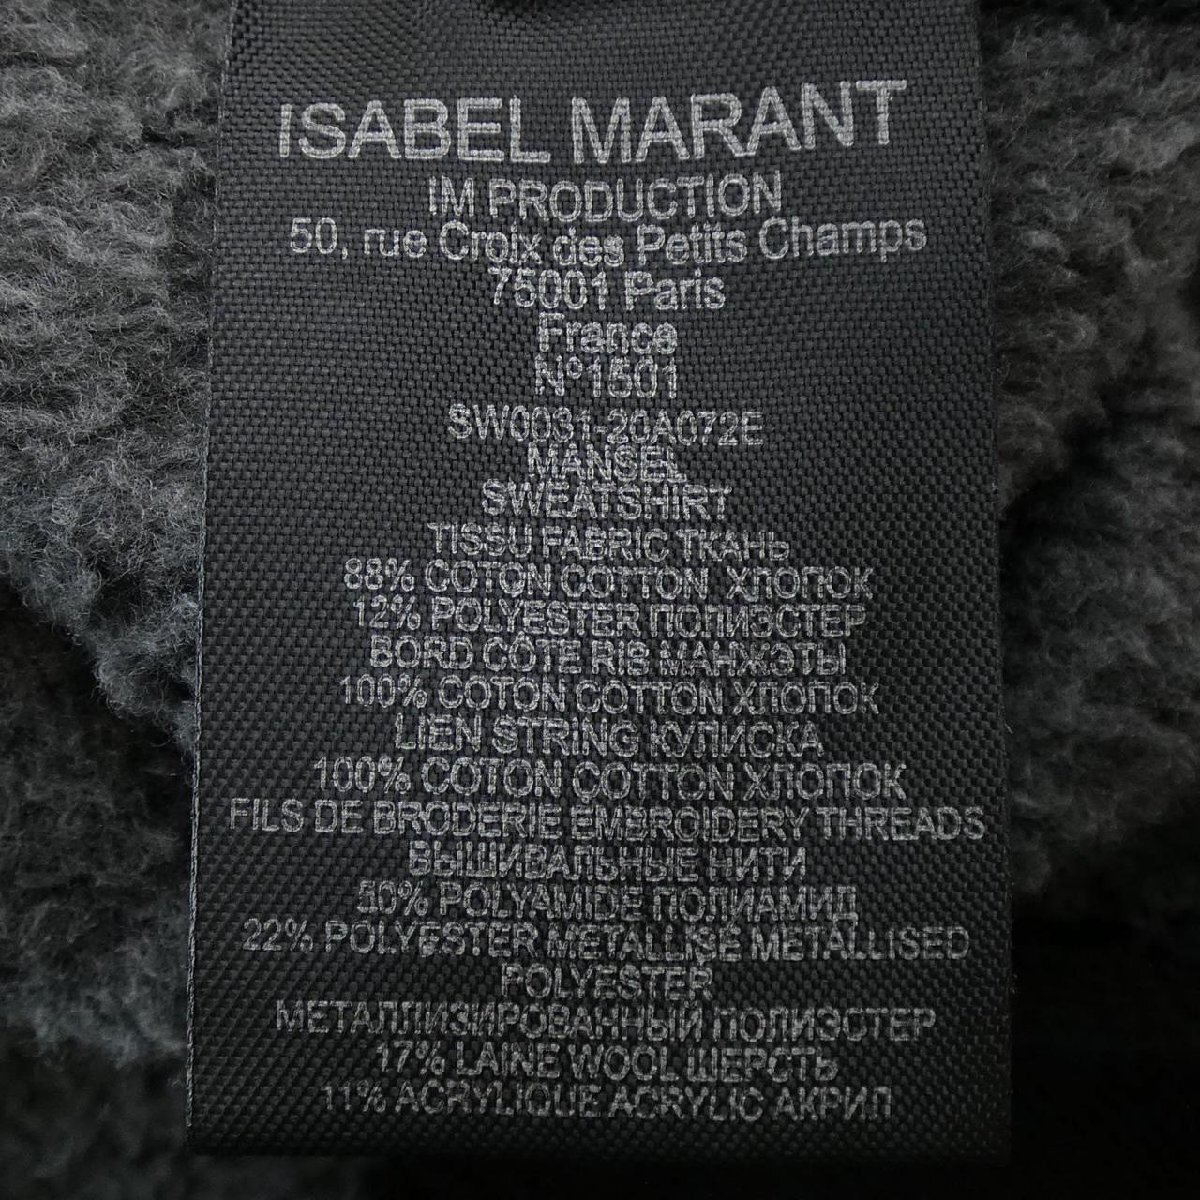 ISABEL MARANT
IM PRODUCTION
50, rue Croix des Petits Champs
75001 Paris
France
Nº1501
SW0031-20A072E
MANSEL
SWEATSHIRT
TISSU FABRIC ТКАНЬ
88% COTON COTTON ХЛОПОК
12% POLYESTER ПОЛИЭСТЕР
BORD CÔTE RIB МАНЖЭТЫ
100% COTON COTTON ХЛОПОК
LIEN STRING КУЛИСКА
100% COTON COTTON ХЛОПОК
FILS DE BRODERIE EMBROIDERY THREADS
ВЫШИВАЛЬНЫЕ НИТИ
50% POLYAMIDE ПОЛИАМИД
22% POLYESTER METALLISÉ METALLISED
POLYESTER
МЕТАЛЛИЗИРОВАННЫЙ ПОЛИЭСТЕР
17% LAINE WOOL ШЕРСТЬ
11% ACRYLIQUE ACRYLIC АКРИЛ